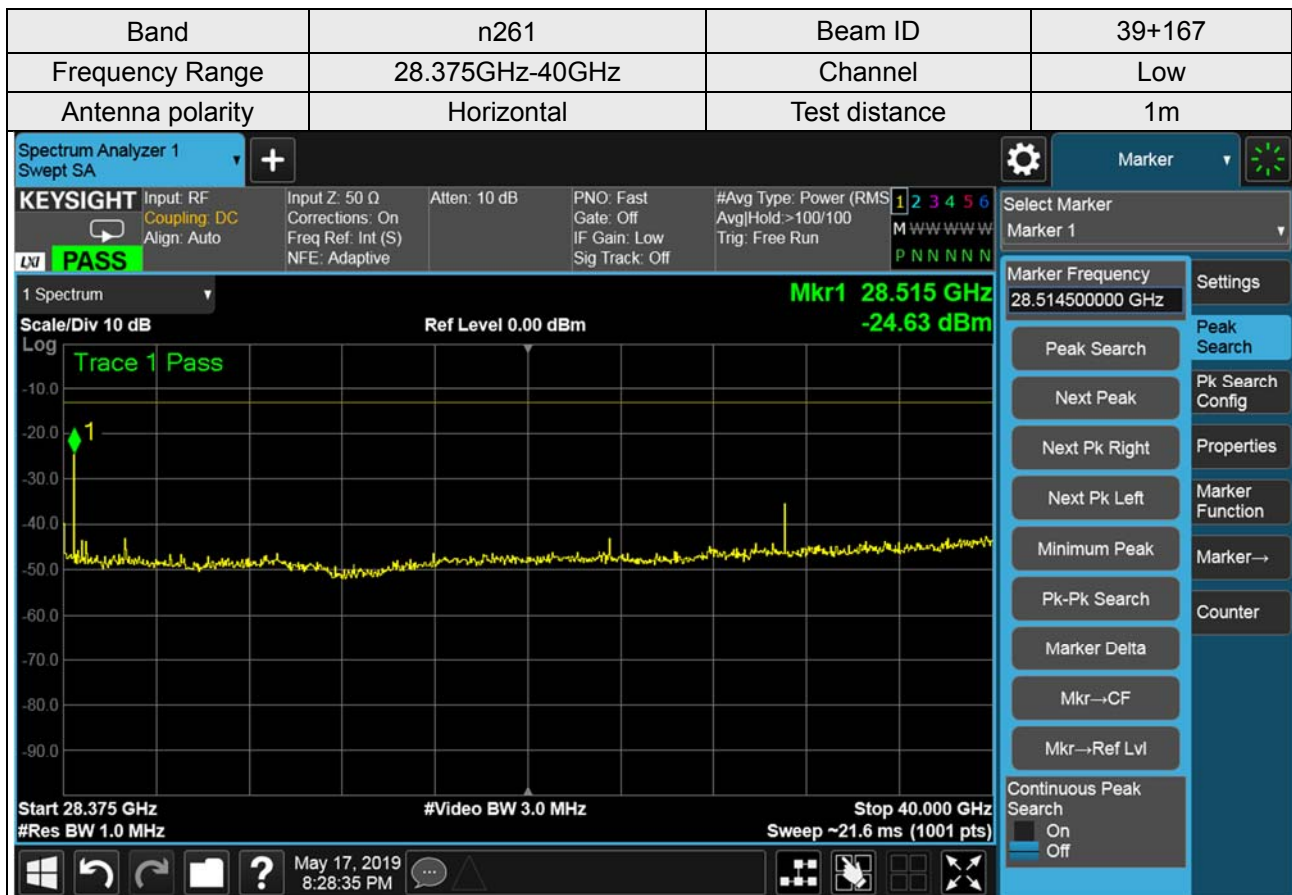 Band n261 Beam ID 39+167
Frequency Range 28.375GHz-40GHz Channel Low
Antenna polarity Horizontal Test distance 1m
Spectrum Analyzer 1
Swept SA
+
Marker
KEYSIGHT
LXI PASS
Input: RF
Coupling: DC
Align: Auto
Input Z: 50 Ω
Corrections: On
Freq Ref: Int (S)
NFE: Adaptive
Atten: 10 dB
PNO: Fast
Gate: Off
IF Gain: Low
Sig Track: Off
#Avg Type: Power (RMS
Avg|Hold:>100/100
Trig: Free Run
1 2 3 4 5 6
M W W W W W
P N N N N N
Select Marker
Marker 1
1 Spectrum
Scale/Div 10 dB
Ref Level 0.00 dBm
Mkr1 28.515 GHz
-24.63 dBm
Log
Trace 1 Pass
-10.0
-20.0
-30.0
-40.0
-50.0
-60.0
-70.0
-80.0
-90.0
1
Start 28.375 GHz
#Res BW 1.0 MHz
#Video BW 3.0 MHz
Stop 40.000 GHz
Sweep ~21.6 ms (1001 pts)
Marker Frequency
28.514500000 GHz
Peak Search
Next Peak
Next Pk Right
Next Pk Left
Minimum Peak
Pk-Pk Search
Marker Delta
Mkr→CF
Mkr→Ref Lvl
Continuous Peak
Search
On
Off
Settings
Peak
Search
Pk Search
Config
Properties
Marker
Function
Marker→
Counter
?
May 17, 2019
8:28:35 PM